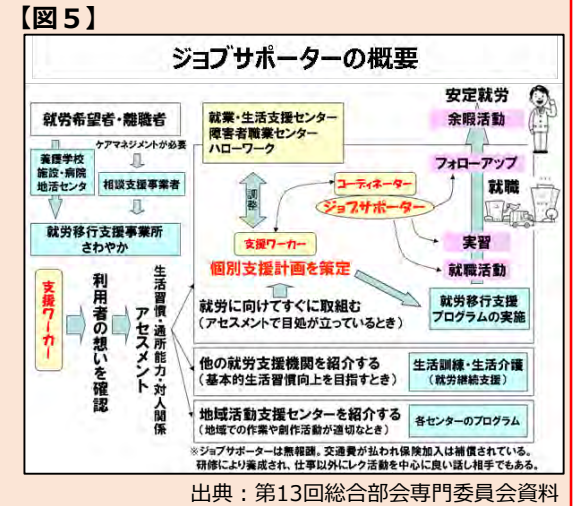 【図５】
ジョブサポーターの概要
就労希望者・離職者
ケアマネジメントが必要
養護学校
施設・病院
地活センタ
相談支援事業者
就労移行支援事業所
さわやか
支援ワーカー
利用者の想いを確認
生活習慣・通所能力・対人関係
アセスメント
就業・生活支援センター
障害者職業センター
ハローワーク
調整
コーディネーター
ジョブサポーター
支援ワーカー
個別支援計画を策定
安定就労
余暇活動
フォローアップ
就職
実習
就職活動
就労に向けてすぐに取組む
（アセスメントで目処が立っているとき）
就労移行支援
プログラムの実施
他の就労支援機関を紹介する
（基本的生活習慣向上を目指すとき）
生活訓練・生活介護
（就労継続支援）
地域活動支援センターを紹介する
（地域での作業や創作活動が適切なとき）
各センターのプログラム
※ジョブサポーターは無報酬。交通費が払われ保険加入は補償されている。
研修により養成され、仕事以外にレク活動を中心に良い話し相手でもある。
出典：第13回総合部会専門委員会資料